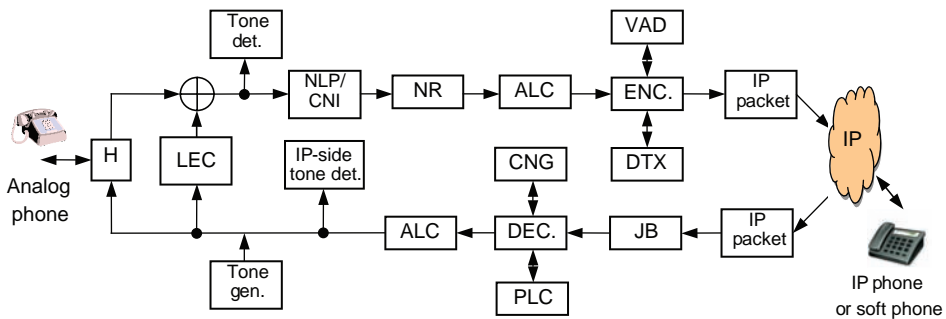 Tone
det.
VAD
NLP/
CNI
NR
ALC
ENC.
IP
packet
H
LEC
IP-side
tone det.
CNG
DTX
IP
Analog
phone
ALC
DEC.
JB
IP
packet
Tone
gen.
PLC
IP phone
or soft phone